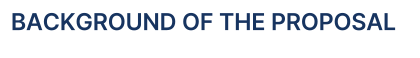 BACKGROUND OF THE PROPOSAL